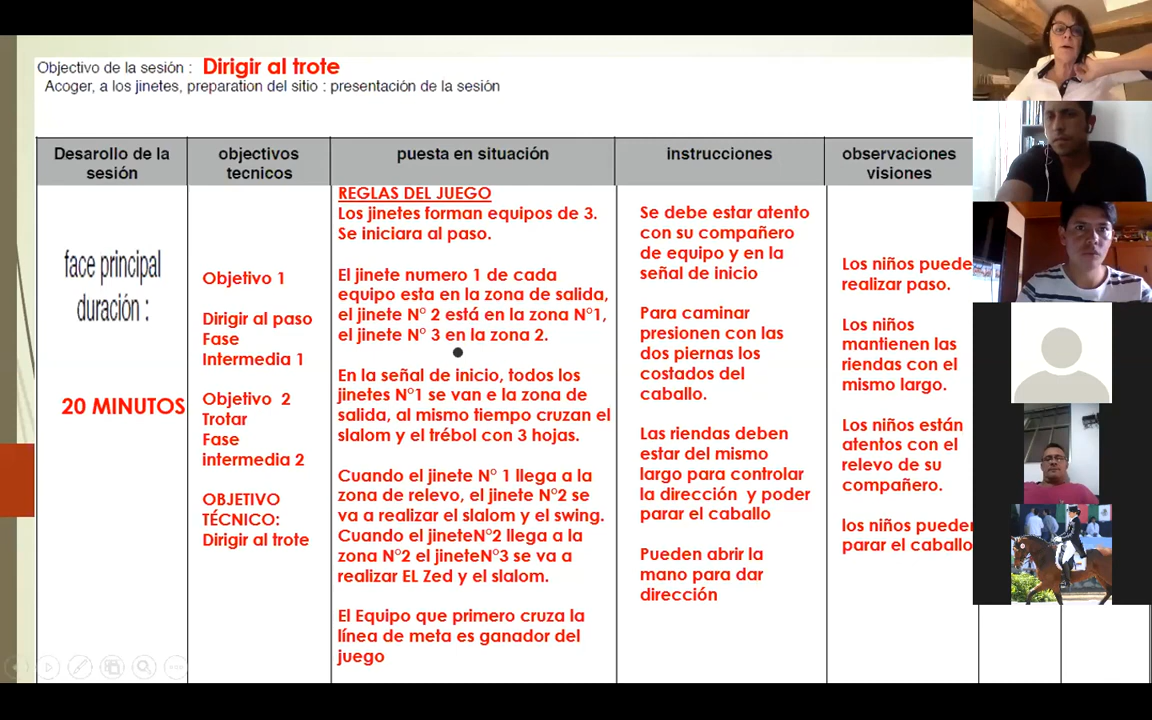 Objectivo de la sesión : Dirigir al trote
Acoger, a los jinetes, preparation del sitio : presentación de la sesión
Desarollo de la
sesión
objectivos
tecnicos
puesta en situación
instrucciones
observaciones
visiones
face principal
duración :
20 MINUTOS
Objetivo 1
Dirigir al paso
Fase
Intermedia 1
Objetivo 2
Trotar
Fase
intermedia 2
OBJETIVO
TÉCNICO:
Dirigir al trote
REGLAS DEL JUEGO
Los jinetes forman equipos de 3.
Se iniciara al paso.
El jinete numero 1 de cada
equipo esta en la zona de salida,
el jinete N° 2 está en la zona N°1,
el jinete N° 3 en la zona 2.
En la señal de inicio, todos los
jinetes N°1 se van e la zona de
salida, al mismo tiempo cruzan el
slalom y el trébol con 3 hojas.
Cuando el jinete N° 1 llega a la
zona de relevo, el jinete N°2 se
va a realizar el slalom y el swing.
Cuando el jineteN°2 llega a la
zona N°2 el jineteN°3 se va a
realizar EL Zed y el slalom.
El Equipo que primero cruza la
línea de meta es ganador del
juego
Se debe estar atento
con su compañero
de equipo y en la
señal de inicio
Para caminar
presionen con las
dos piernas los
costados del
caballo.
Las riendas deben
estar del mismo
largo para controlar
la dirección y poder
parar el caballo
Pueden abrir la
mano para dar
dirección
Los niños puede
realizar paso.
Los niños
mantienen las
riendas con el
mismo largo.
Los niños están
atentos con el
relevo de su
compañero.
los niños pueden
parar el caballo